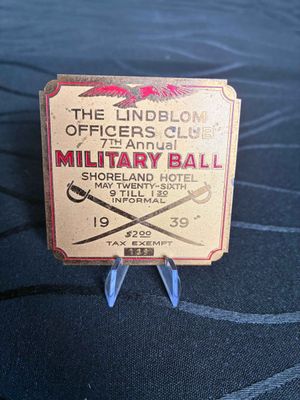 THE LINDBLOM
OFFICERS CLUB
7TH Annual
MILITARY BALL
SHORELAND HOTEL
MAY TWENTY-SIXTH
9 TILL 1:30
INFORMAL
19 39
$2.00
TAX EXEMPT